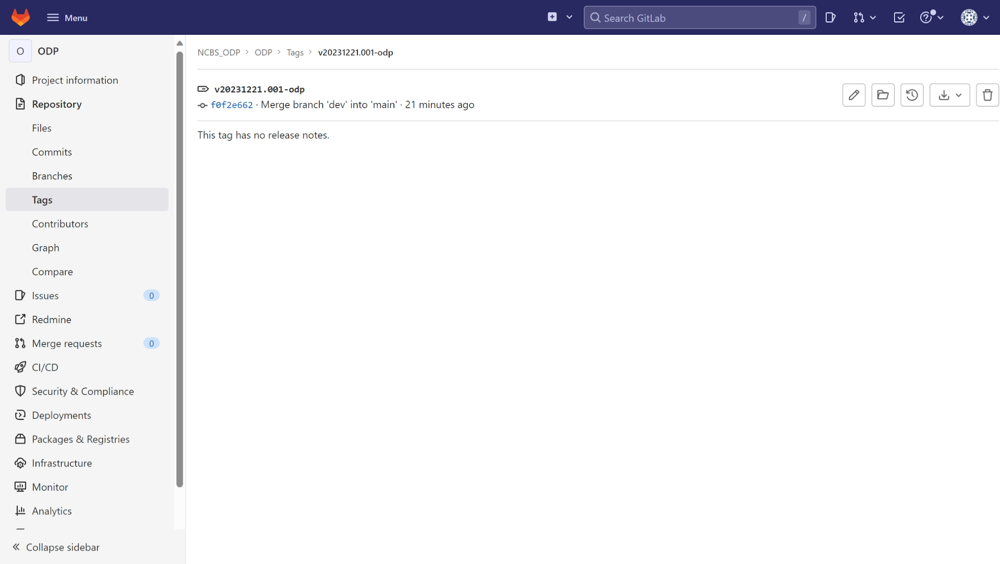 Menu
Search GitLab
/
O ODP
Project information
Repository
Files
Commits
Branches
Tags
Contributors
Graph
Compare
Issues 0
Redmine
Merge requests 0
CI/CD
Security & Compliance
Deployments
Packages & Registries
Infrastructure
Monitor
Analytics
Collapse sidebar
NCBS_ODP > ODP > Tags > v20231221.001-odp
v20231221.001-odp
f0f2e662 · Merge branch 'dev' into 'main' · 21 minutes ago
This tag has no release notes.